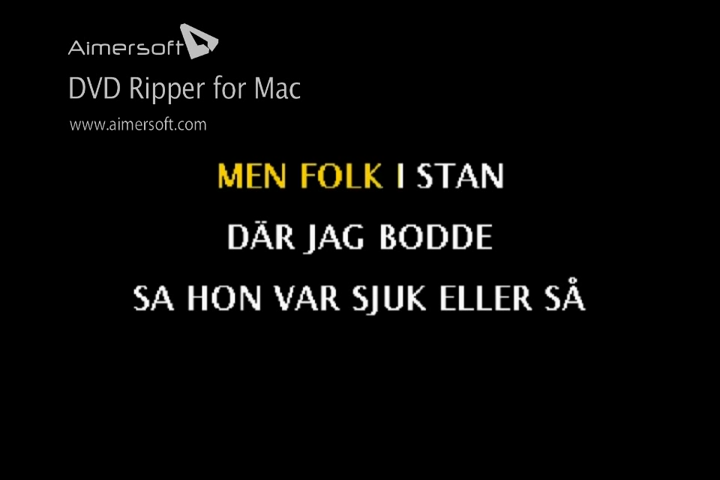 Aimersoft
DVD Ripper for Mac
www.aimersoft.com
MEN FOLK I STAN
DÄR JAG BODDE
SA HON VAR SJUK ELLER SÅ